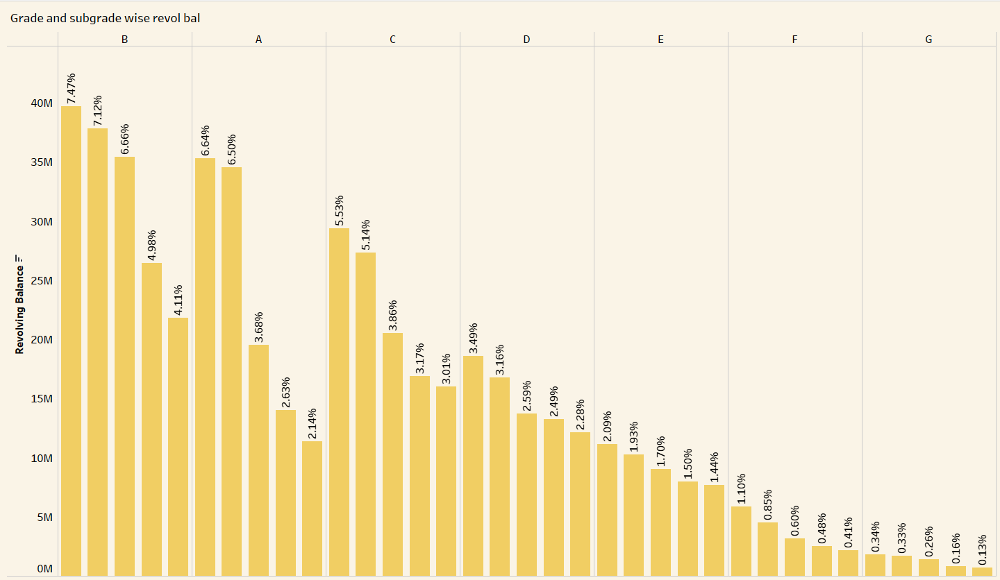 Grade and subgrade wise revol bal
B A C D E F G
Revolving Balance
40M
35M
30M
25M
20M
15M
10M
5M
0M
7.47% 7.12% 6.66% 4.98% 4.11%
6.64% 6.50% 3.68% 2.63% 2.14%
5.53% 5.14% 3.86% 3.17% 3.01%
3.49% 3.16% 2.59% 2.49% 2.28%
2.09% 1.93% 1.70% 1.50% 1.44%
1.10% 0.85% 0.60% 0.48% 0.41%
0.34% 0.33% 0.26% 0.16% 0.13%